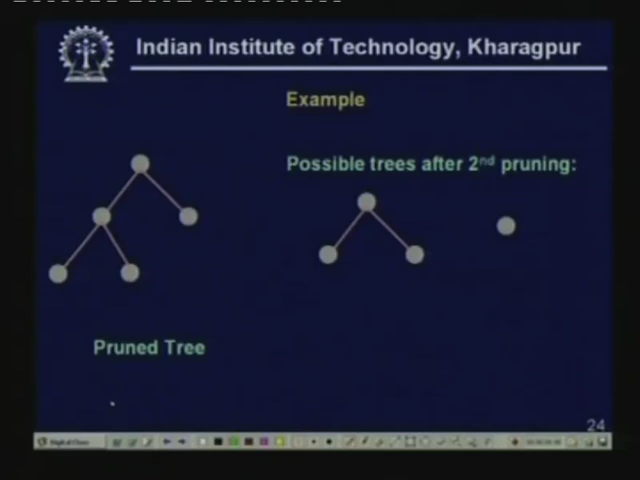 Indian Institute of Technology, Kharagpur
Example
Possible trees after 2nd pruning:
Pruned Tree
24